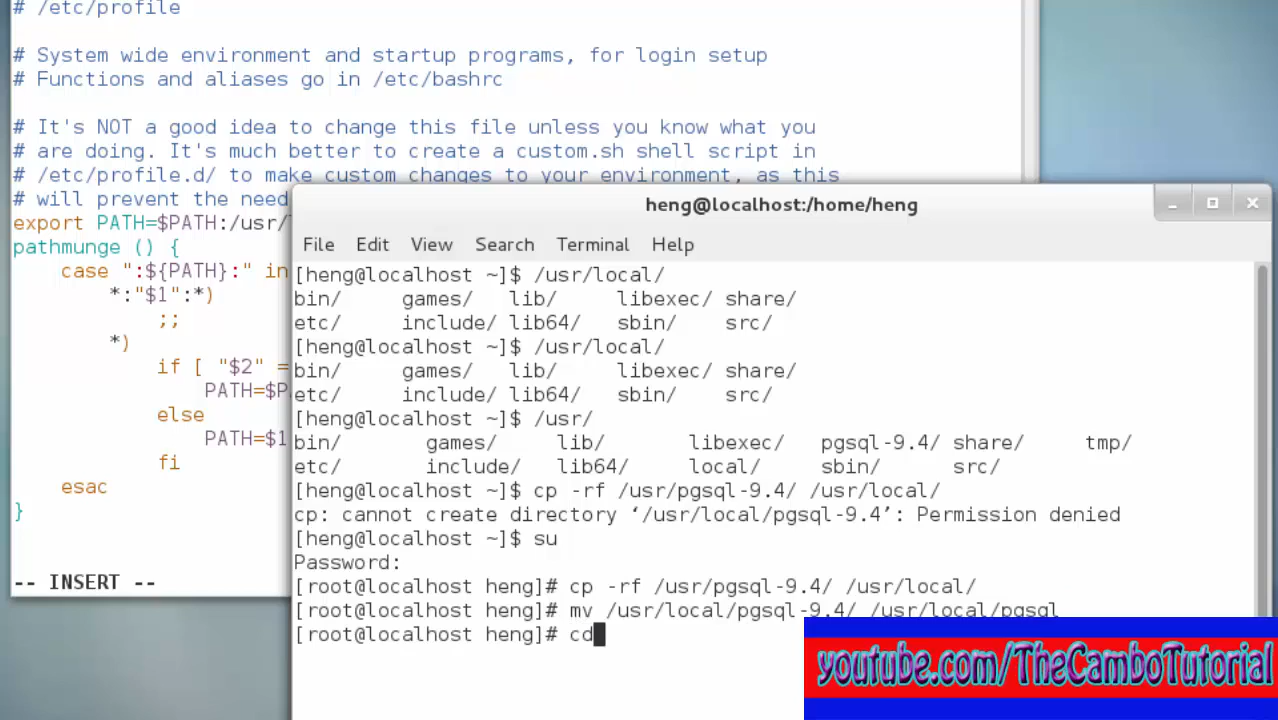 # /etc/profile
# System wide environment and startup programs, for login setup
# Functions and aliases go in /etc/bashrc
# It's NOT a good idea to change this file unless you know what you
# are doing. It's much better to create a custom.sh shell script in
# /etc/profile.d/ to make custom changes to your environment, as this
# will prevent the need
export PATH=$PATH:/usr/
pathmunge () {
case ":${PATH}:" in
*:"$1":*)
;;
*)
if [ "$2" =
PATH=$P
else
PATH=$1
fi
esac
}
-- INSERT --
heng@localhost:/home/heng
File Edit View Search Terminal Help
[heng@localhost ~]$ /usr/local/
bin/ games/ lib/ libexec/ share/
etc/ include/ lib64/ sbin/ src/
[heng@localhost ~]$ /usr/local/
bin/ games/ lib/ libexec/ share/
etc/ include/ lib64/ sbin/ src/
[heng@localhost ~]$ /usr/
bin/ games/ lib/ libexec/ pgsql-9.4/ share/ tmp/
etc/ include/ lib64/ local/ sbin/ src/
[heng@localhost ~]$ cp -rf /usr/pgsql-9.4/ /usr/local/
cp: cannot create directory ‘/usr/local/pgsql-9.4’: Permission denied
[heng@localhost ~]$ su
Password:
[root@localhost heng]# cp -rf /usr/pgsql-9.4/ /usr/local/
[root@localhost heng]# mv /usr/local/pgsql-9.4/ /usr/local/pgsql
[root@localhost heng]# cd
youtube.com/TheCamboTutorial